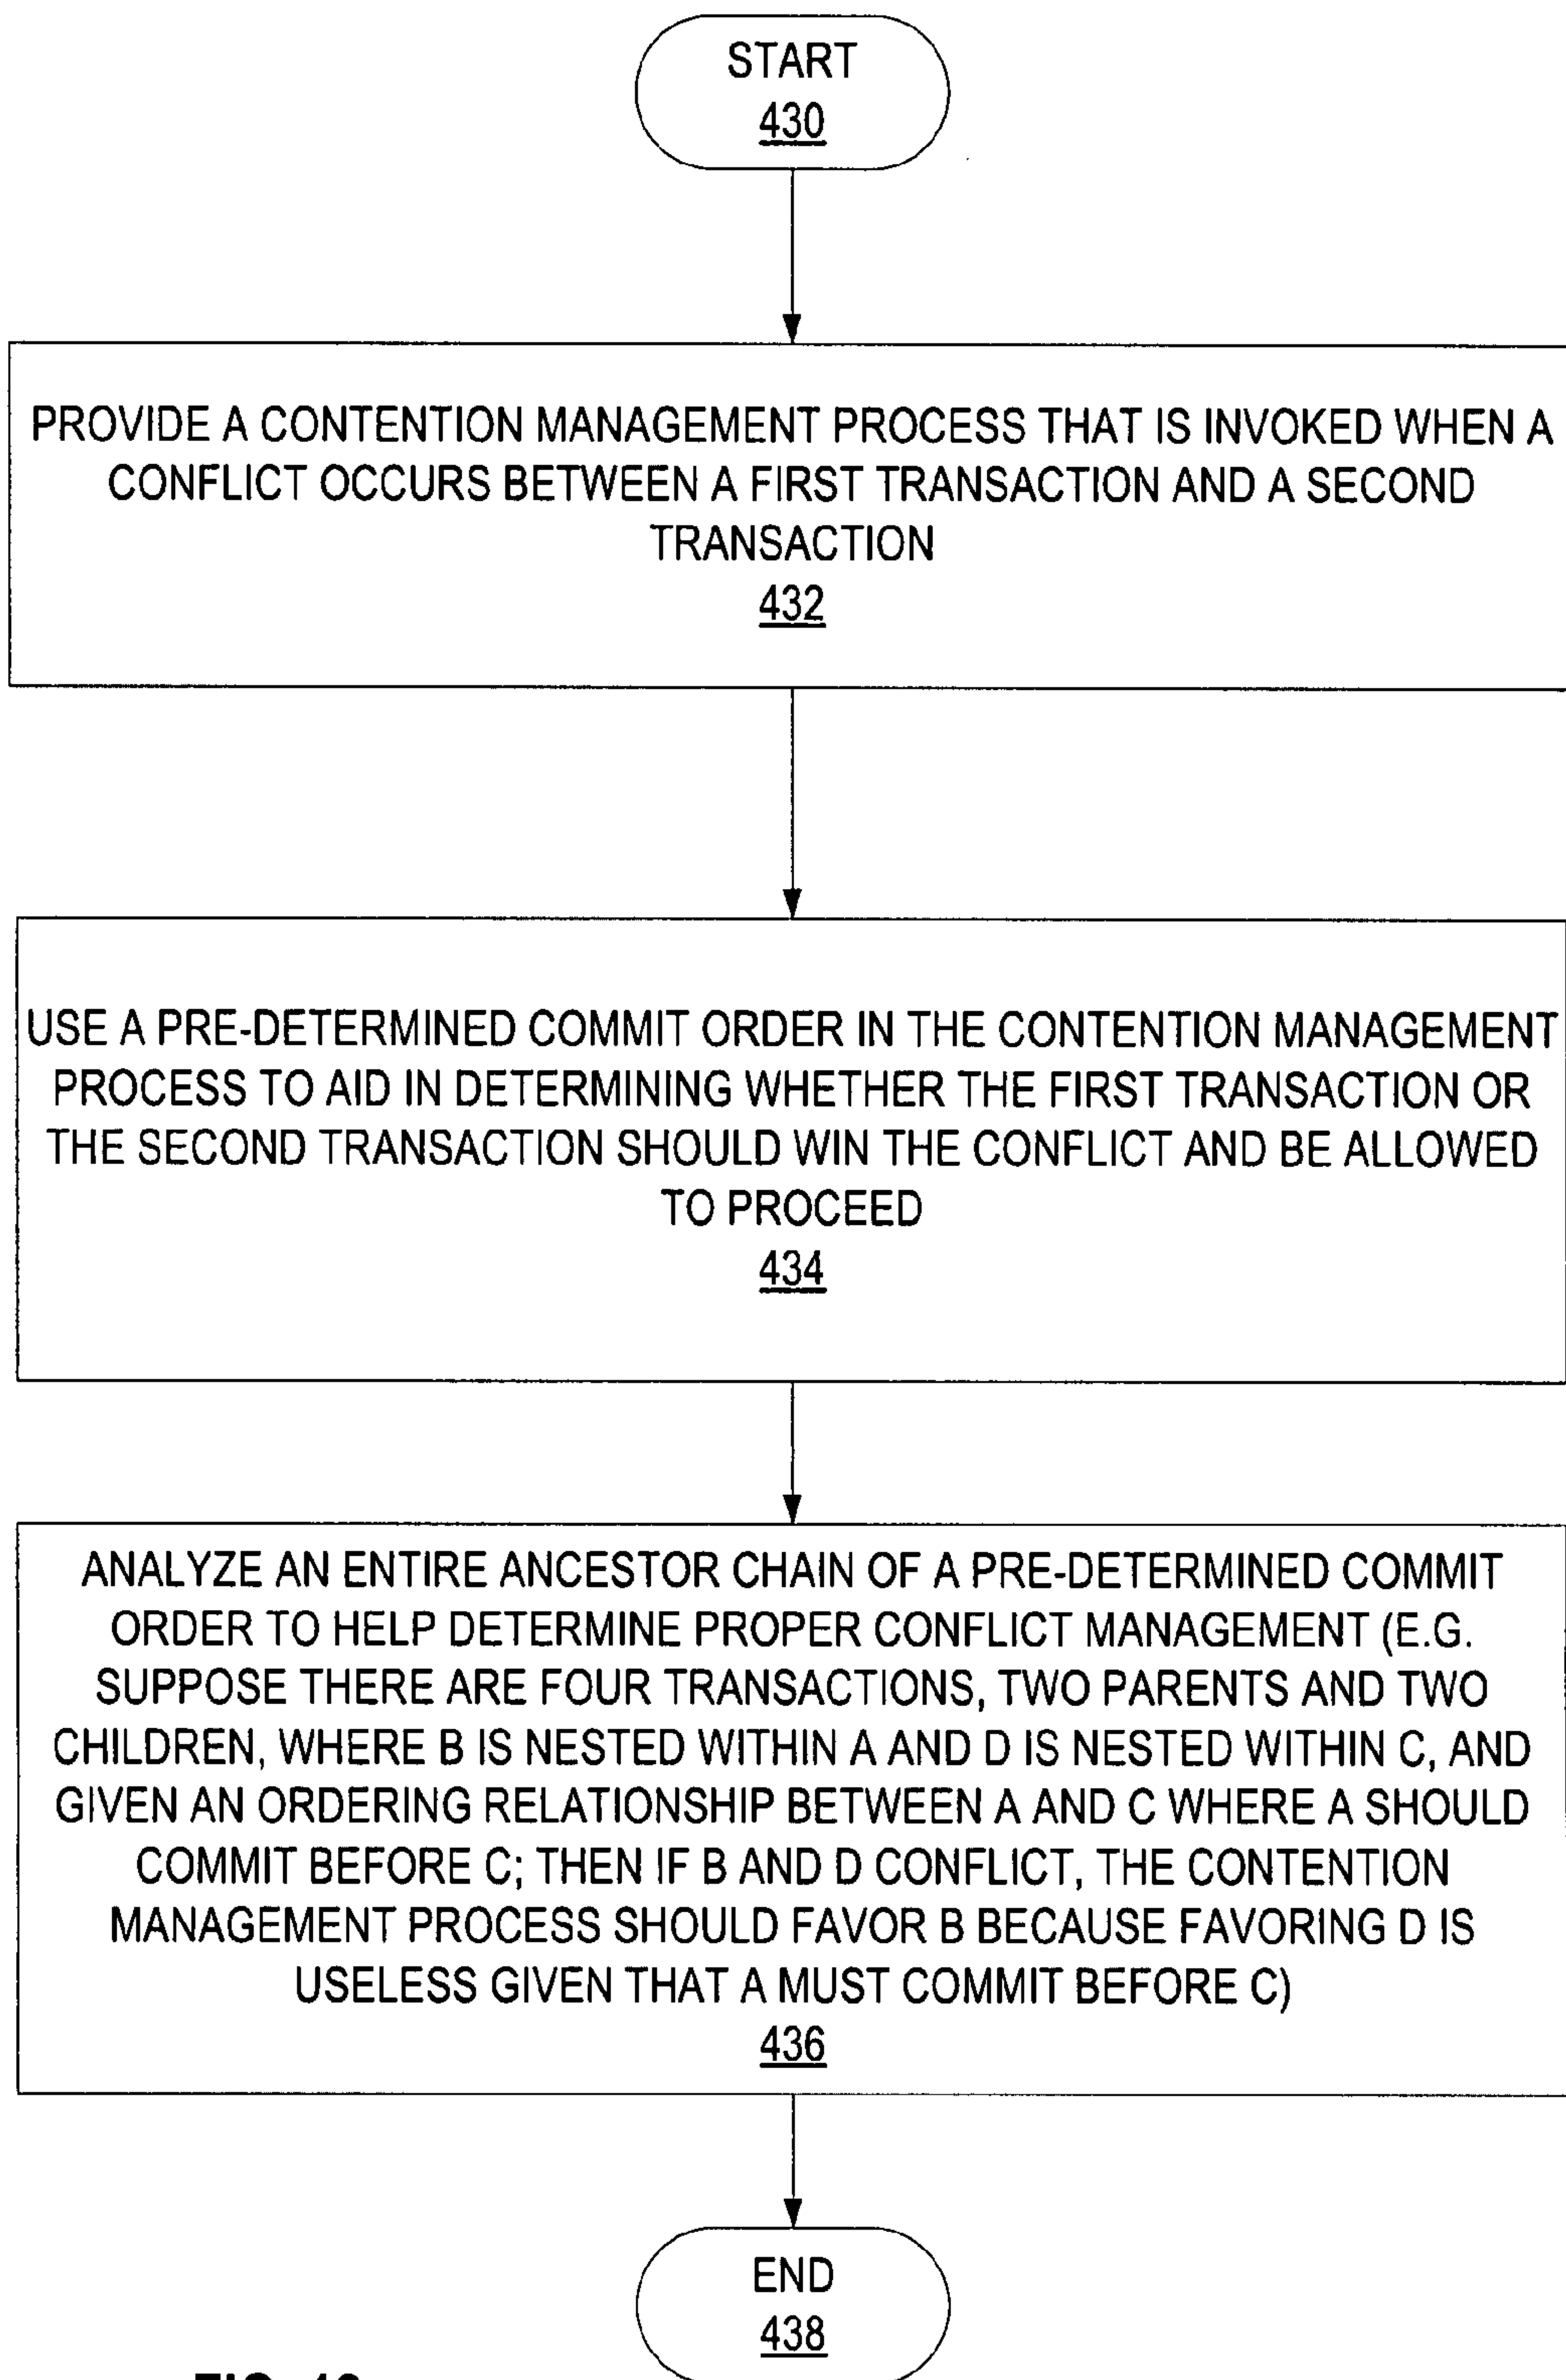 START
430
PROVIDE A CONTENTION MANAGEMENT PROCESS THAT IS INVOKED WHEN A
CONFLICT OCCURS BETWEEN A FIRST TRANSACTION AND A SECOND
TRANSACTION
432
USE A PRE-DETERMINED COMMIT ORDER IN THE CONTENTION MANAGEMENT
PROCESS TO AID IN DETERMINING WHETHER THE FIRST TRANSACTION OR
THE SECOND TRANSACTION SHOULD WIN THE CONFLICT AND BE ALLOWED
TO PROCEED
434
ANALYZE AN ENTIRE ANCESTOR CHAIN OF A PRE-DETERMINED COMMIT
ORDER TO HELP DETERMINE PROPER CONFLICT MANAGEMENT (E.G.
SUPPOSE THERE ARE FOUR TRANSACTIONS, TWO PARENTS AND TWO
CHILDREN, WHERE B IS NESTED WITHIN A AND D IS NESTED WITHIN C, AND
GIVEN AN ORDERING RELATIONSHIP BETWEEN A AND C WHERE A SHOULD
COMMIT BEFORE C; THEN IF B AND D CONFLICT, THE CONTENTION
MANAGEMENT PROCESS SHOULD FAVOR B BECAUSE FAVORING D IS
USELESS GIVEN THAT A MUST COMMIT BEFORE C)
436
END
438